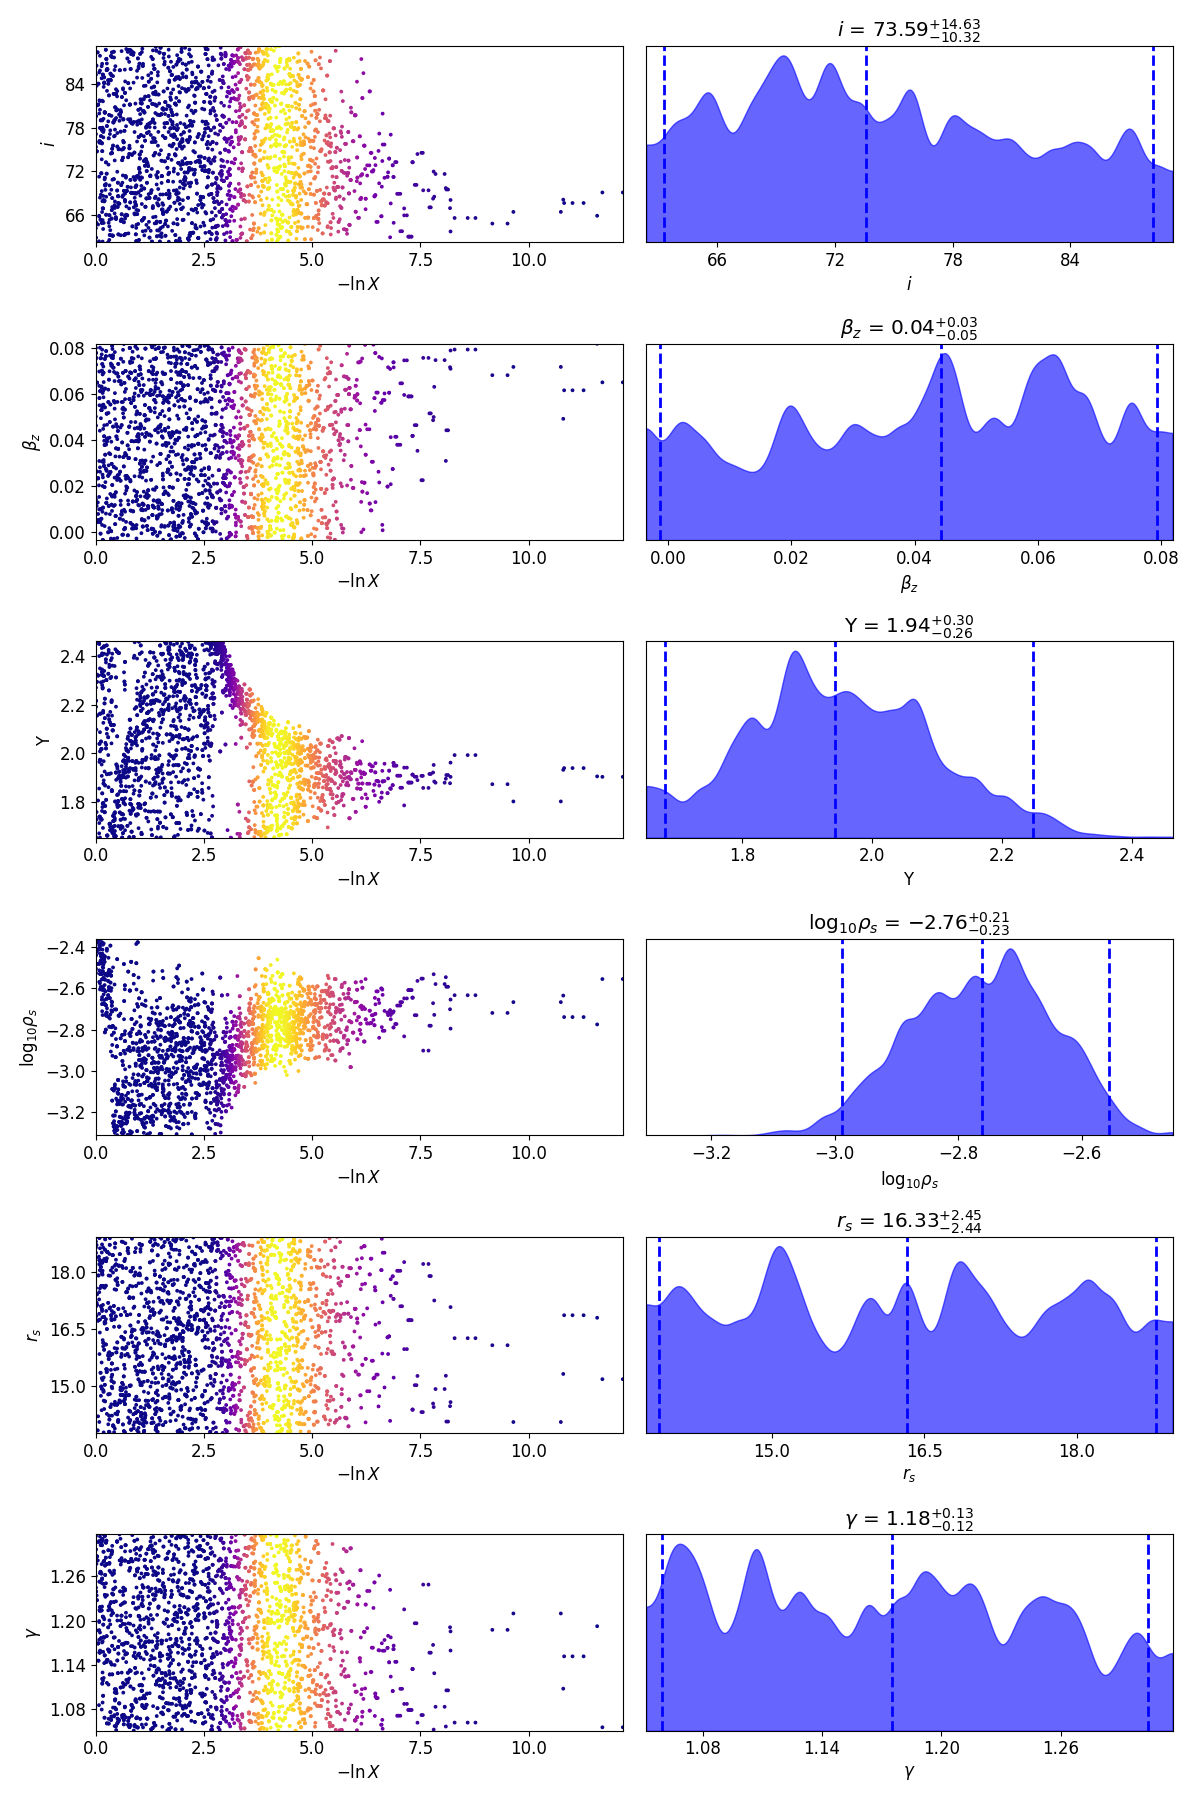 i = 73.59+14.63−10.32
84
78
72
66
i
0.0 2.5 5.0 7.5 10.0
−ln X
66 72 78 84
i
βz = 0.04+0.03−0.05
0.08
0.06
0.04
0.02
0.00
βz
0.0 2.5 5.0 7.5 10.0
−ln X
0.00 0.02 0.04 0.06 0.08
βz
Y = 1.94+0.30−0.26
2.4
2.2
2.0
1.8
Y
0.0 2.5 5.0 7.5 10.0
−ln X
1.8 2.0 2.2 2.4
Y
log10ρs = −2.76+0.21−0.23
−2.4
−2.6
−2.8
−3.0
−3.2
log10ρs
0.0 2.5 5.0 7.5 10.0
−ln X
−3.2 −3.0 −2.8 −2.6
log10ρs
rs = 16.33+2.45−2.44
18.0
16.5
15.0
rs
0.0 2.5 5.0 7.5 10.0
−ln X
15.0 16.5 18.0
rs
γ = 1.18+0.13−0.12
1.26
1.20
1.14
1.08
γ
0.0 2.5 5.0 7.5 10.0
−ln X
1.08 1.14 1.20 1.26
γ